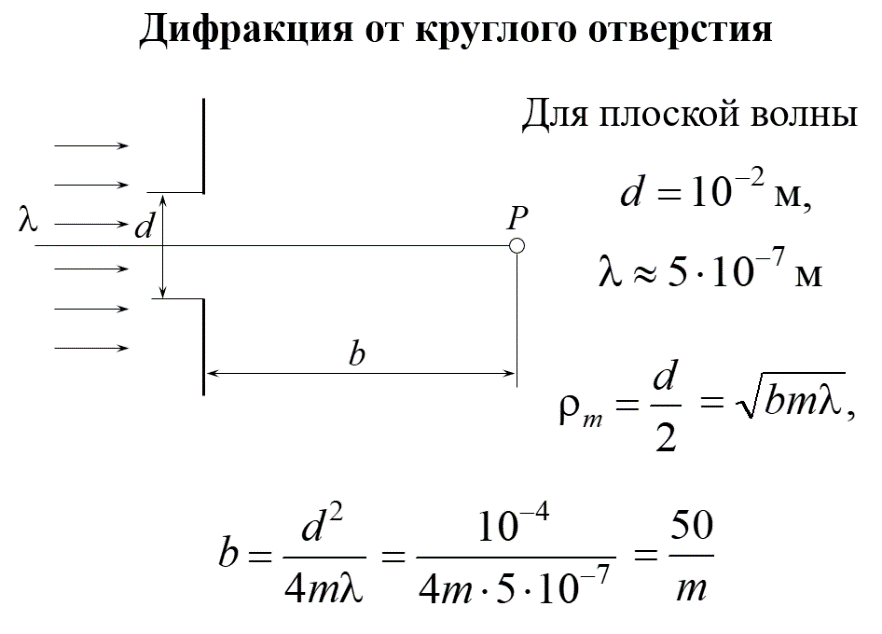 Дифракция от круглого отверстия
Для плоской волны
d = 10⁻² м,
λ ≈ 5·10⁻⁷ м
λ
d
P
b
ρₘ = d/2 = √(bmλ),
b = d²/(4mλ) = 10⁻⁴/(4m·5·10⁻⁷) = 50/m